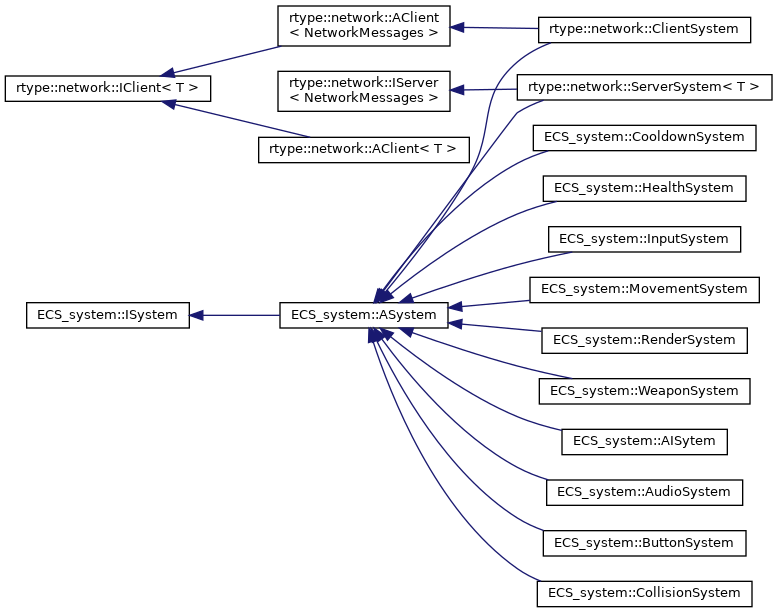 rtype::network::AClient
< NetworkMessages >
rtype::network::ClientSystem
rtype::network::IClient< T >
rtype::network::IServer
< NetworkMessages >
rtype::network::ServerSystem< T >
rtype::network::AClient< T >
ECS_system::CooldownSystem
ECS_system::HealthSystem
ECS_system::InputSystem
ECS_system::MovementSystem
ECS_system::ISystem
ECS_system::ASystem
ECS_system::RenderSystem
ECS_system::WeaponSystem
ECS_system::AISytem
ECS_system::AudioSystem
ECS_system::ButtonSystem
ECS_system::CollisionSystem